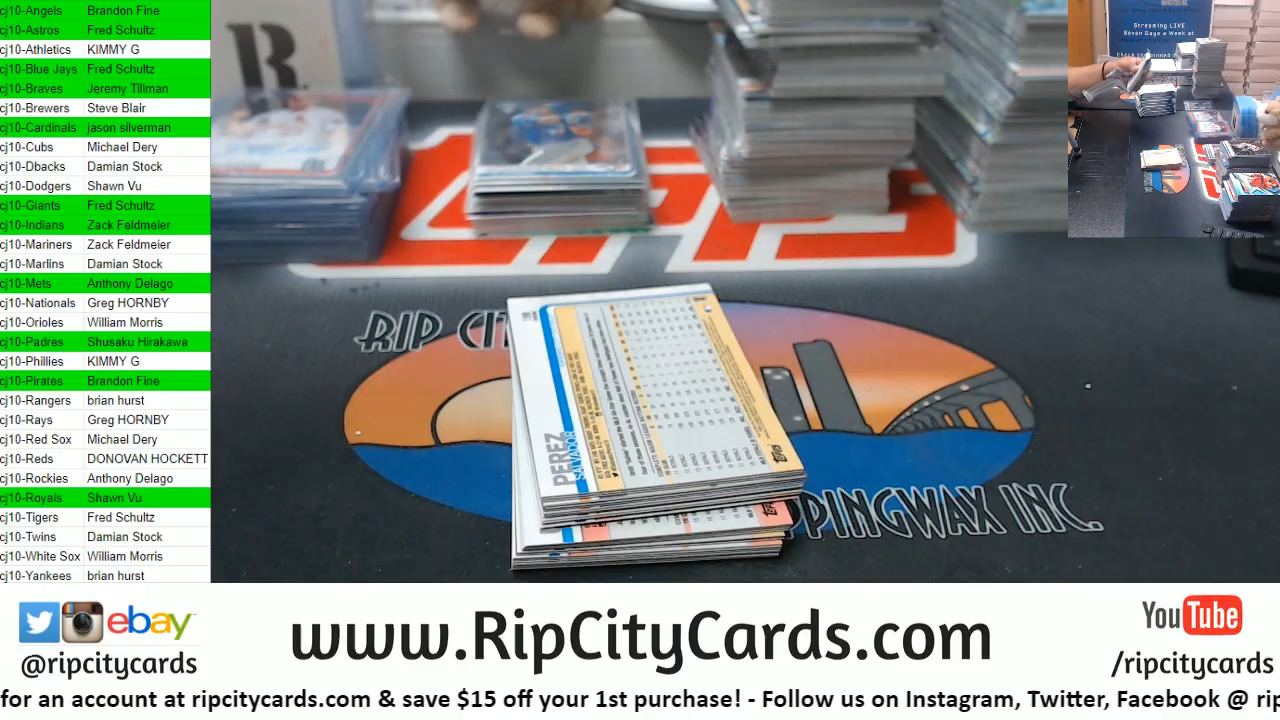 cj10-Angels Brandon Fine
cj10-Astros Fred Schultz
cj10-Athletics KIMMY G
cj10-Blue Jays Fred Schultz
cj10-Braves Jeremy Tillman
cj10-Brewers Steve Blair
cj10-Cardinals jason silverman
cj10-Cubs Michael Dery
cj10-Dbacks Damian Stock
cj10-Dodgers Shawn Vu
cj10-Giants Fred Schultz
cj10-Indians Zack Feldmeier
cj10-Mariners Zack Feldmeier
cj10-Marlins Damian Stock
cj10-Mets Anthony Delago
cj10-Nationals Greg HORNBY
cj10-Orioles William Morris
cj10-Padres Shusaku Hirakawa
cj10-Phillies KIMMY G
cj10-Pirates Brandon Fine
cj10-Rangers brian hurst
cj10-Rays Greg HORNBY
cj10-Red Sox Michael Dery
cj10-Reds DONOVAN HOCKETT
cj10-Rockies Anthony Delago
cj10-Royals Shawn Vu
cj10-Tigers Fred Schultz
cj10-Twins Damian Stock
cj10-White Sox William Morris
cj10-Yankees brian hurst
R.
Streaming LIVE
Seven Days a Week at
RIP CI
PEREZ
SALVADOR
Topps
PPINGWAX INC.
ebay
@ripcitycards
www.RipCityCards.com
YouTube
/ripcitycards
for an account at ripcitycards.com & save $15 off your 1st purchase! - Follow us on Instagram, Twitter, Facebook @ rip